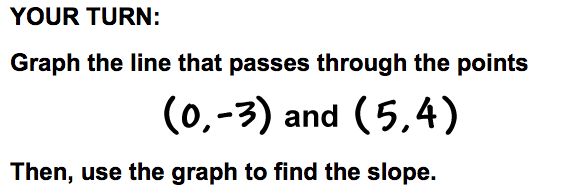 YOUR TURN:
Graph the line that passes through the points
(0,-3) and (5,4)
Then, use the graph to find the slope.